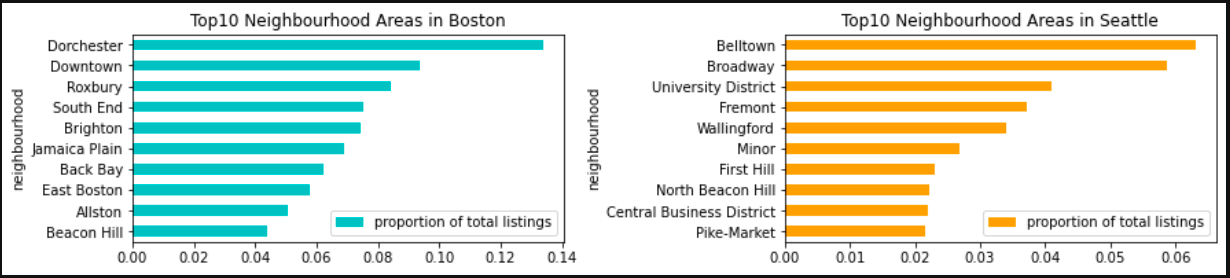 Top10 Neighbourhood Areas in Boston
neighbourhood
Dorchester
Downtown
Roxbury
South End
Brighton
Jamaica Plain
Back Bay
East Boston
Allston
Beacon Hill
proportion of total listings
0.00 0.02 0.04 0.06 0.08 0.10 0.12 0.14
Top10 Neighbourhood Areas in Seattle
neighbourhood
Belltown
Broadway
University District
Fremont
Wallingford
Minor
First Hill
North Beacon Hill
Central Business District
Pike-Market
proportion of total listings
0.00 0.01 0.02 0.03 0.04 0.05 0.06